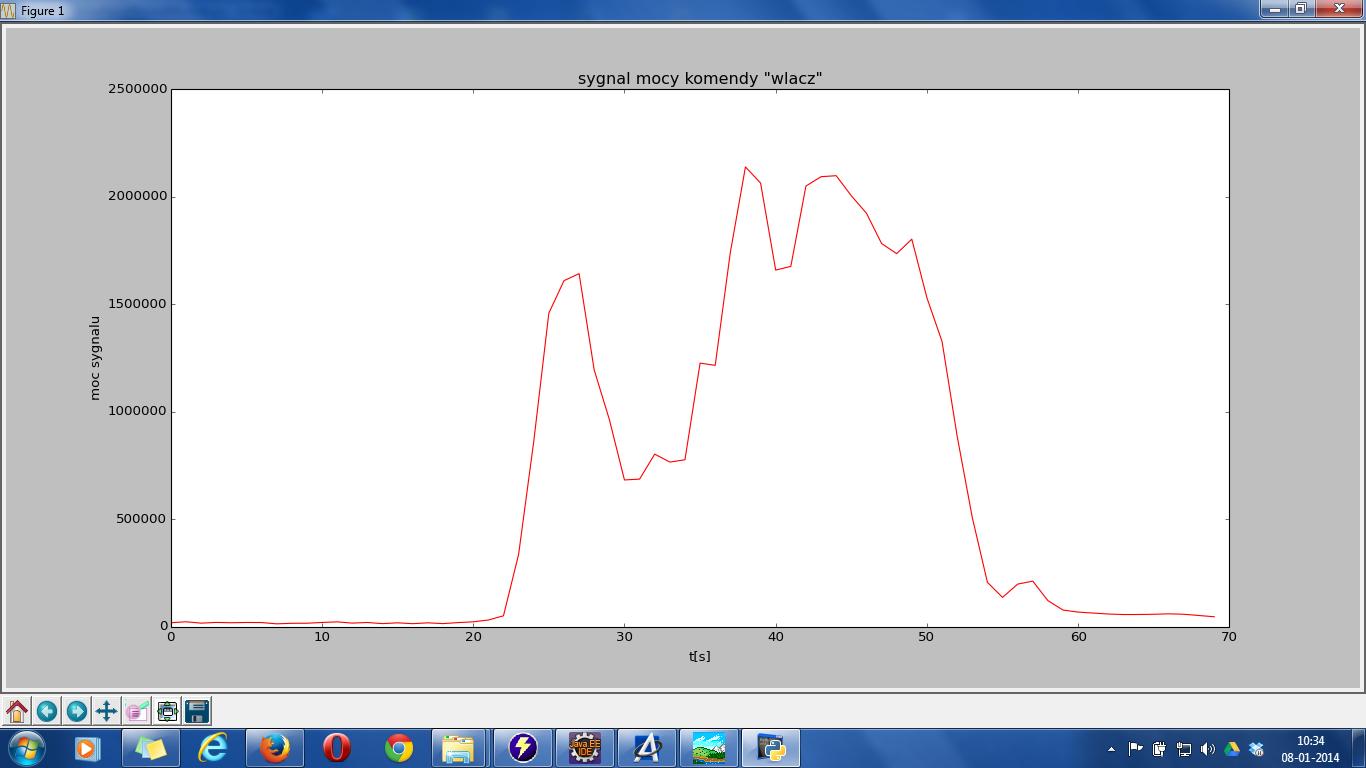 Figure 1
sygnal mocy komendy "wlacz"
2500000
2000000
1500000
1000000
500000
0
moc sygnalu
0 10 20 30 40 50 60 70
t[s]
Java EE
IDE
10:34
08-01-2014